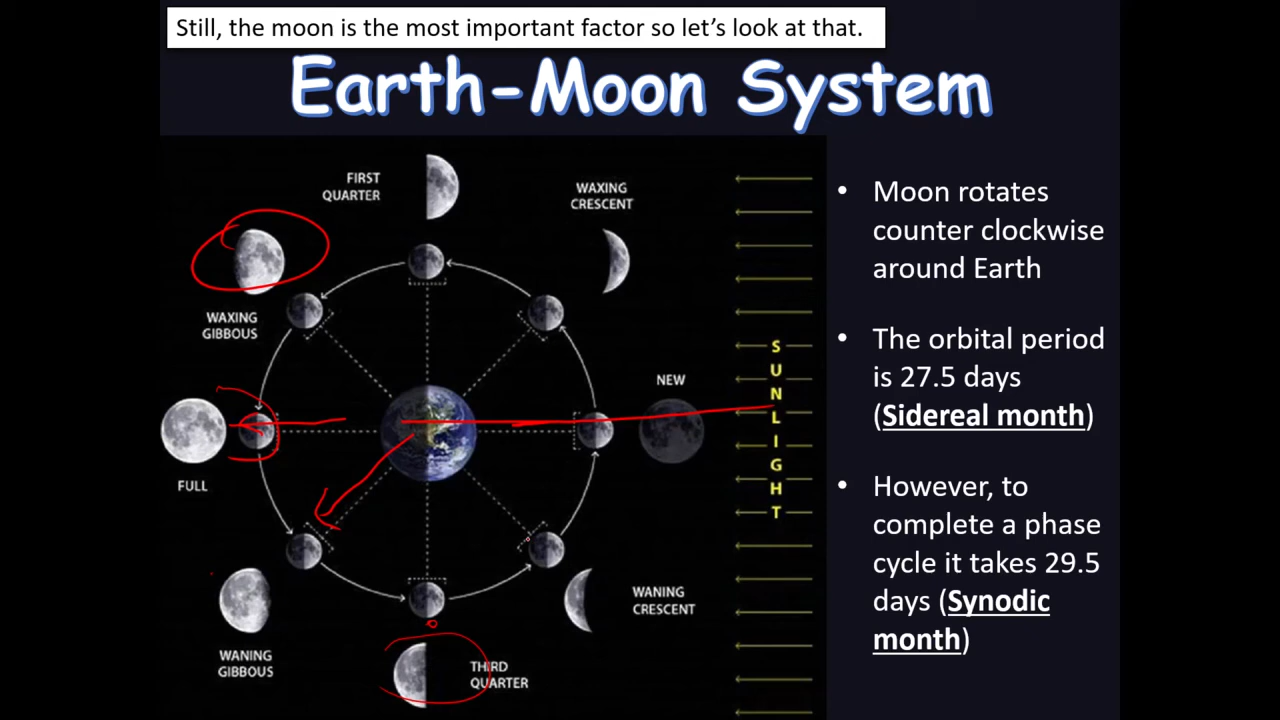 Still, the moon is the most important factor so let’s look at that.
Earth-Moon System
FIRST
QUARTER
WAXING
CRESCENT
WAXING
GIBBOUS
NEW
FULL
WANING
CRESCENT
WANING
GIBBOUS
THIRD
QUARTER
SUNLIGHT
• Moon rotates
counter clockwise
around Earth
• The orbital period
is 27.5 days
(Sidereal month)
• However, to
complete a phase
cycle it takes 29.5
days (Synodic
month)